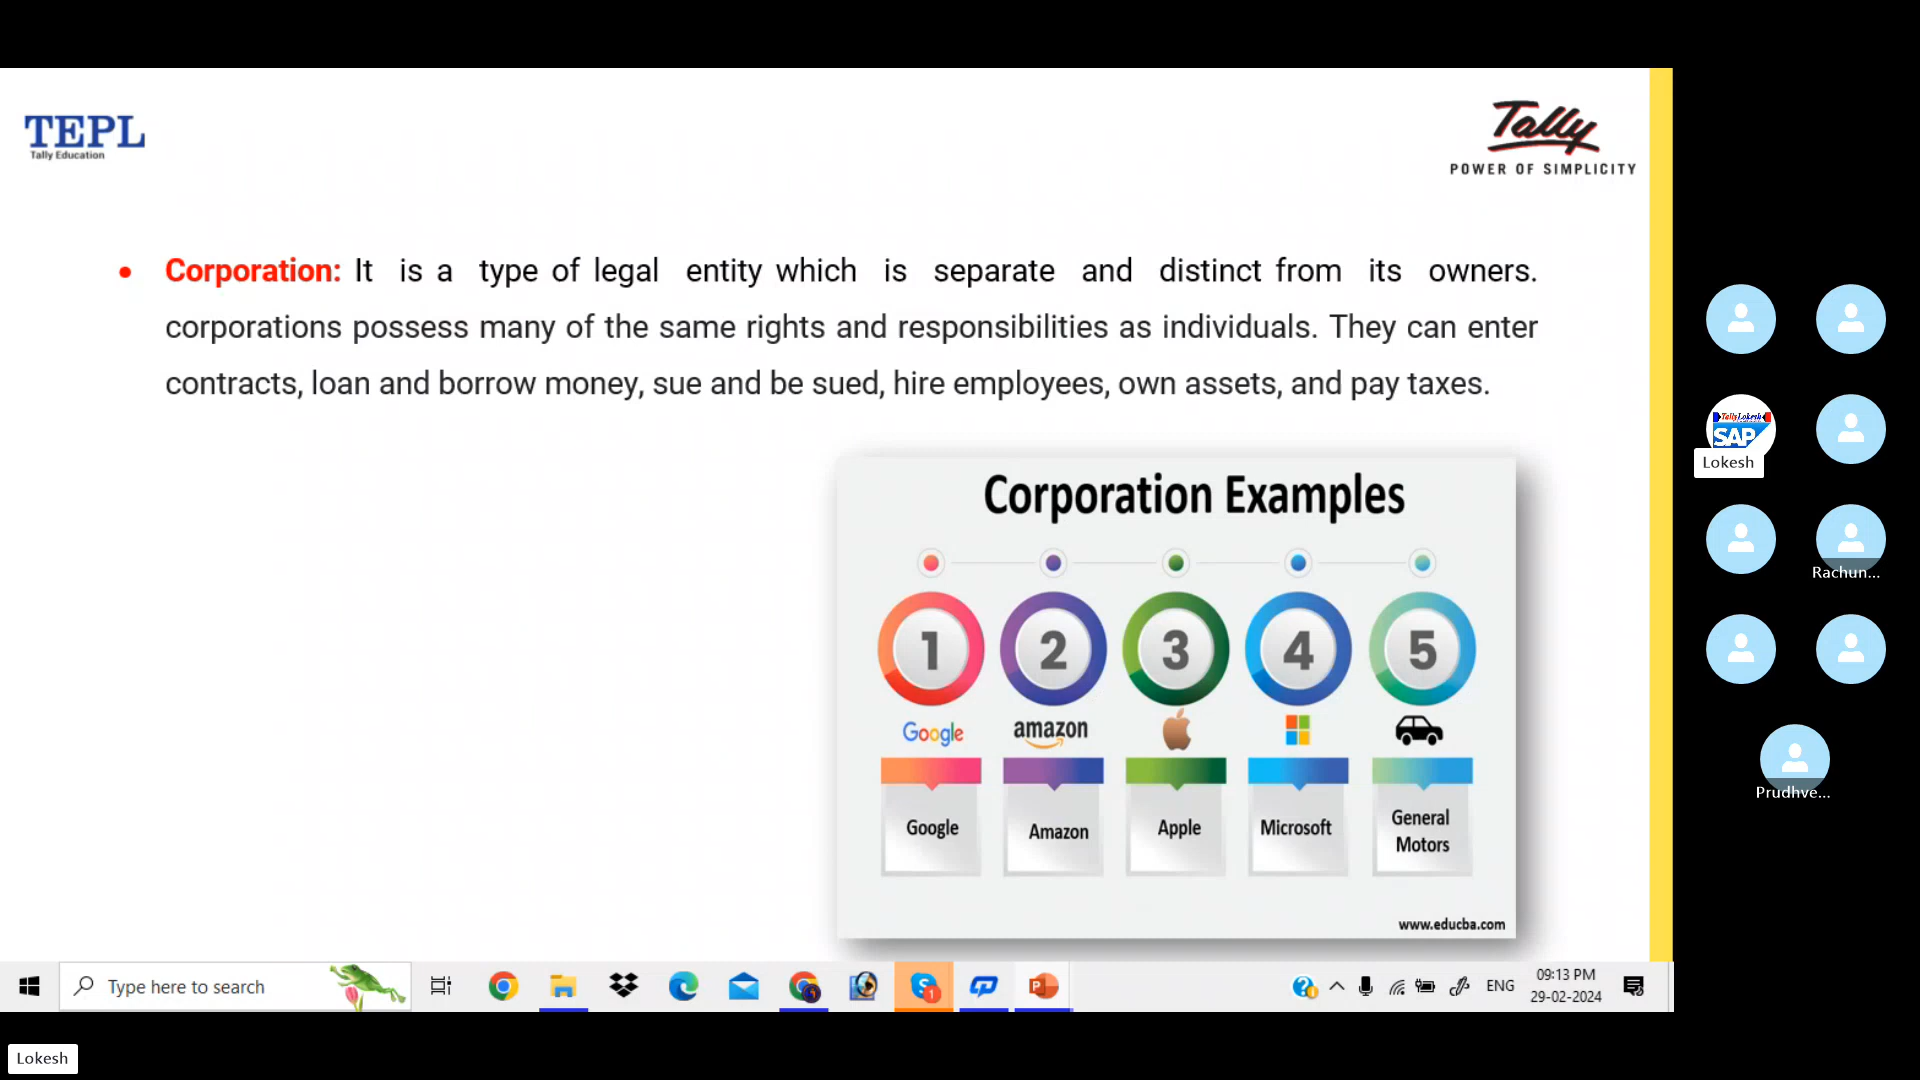 TEPL
Tally Education
Tally
POWER OF SIMPLICITY
Corporation: It is a type of legal entity which is separate and distinct from its owners.
corporations possess many of the same rights and responsibilities as individuals. They can enter
contracts, loan and borrow money, sue and be sued, hire employees, own assets, and pay taxes.
Corporation Examples
1 2 3 4 5
Google amazon
Google Amazon Apple Microsoft General Motors
www.educba.com
TallyLokesh
SAP
Lokesh
Rachun...
Prudhve...
Type here to search
1
ENG
09:13 PM
29-02-2024
Lokesh